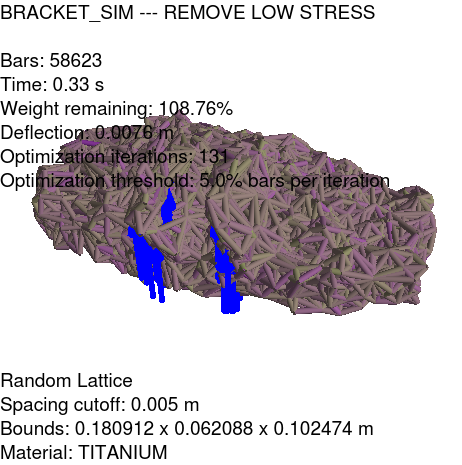 BRACKET_SIM --- REMOVE LOW STRESS
Bars: 58623
Time: 0.33 s
Weight remaining: 108.76%
Deflection: 0.0076 m
Optimization iterations: 131
Optimization threshold: 5.0% bars per iteration
Random Lattice
Spacing cutoff: 0.005 m
Bounds: 0.180912 x 0.062088 x 0.102474 m
Material: TITANIUM